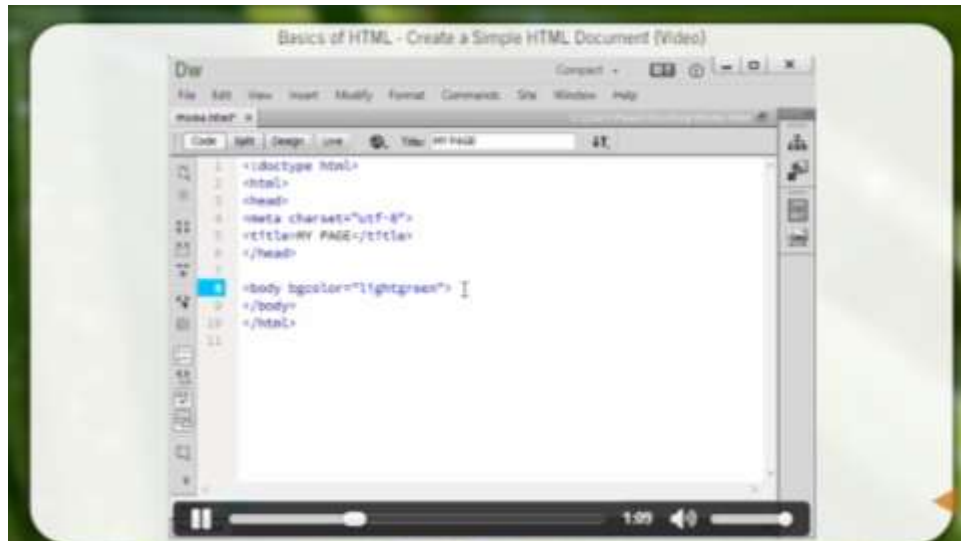 Basics of HTML - Create a Simple HTML Document (Video)
Dw
Compact
File Edit View Insert Modify Format Commands Site Window Help
Home.html* x
Code Split Design Live Title: MY PAGE
1 <!doctype html>
2 <html>
3 <head>
4 <meta charset="utf-8">
5 <title>MY PAGE</title>
6 </head>
7
8 <body bgcolor="lightgreen">
9 </body>
10 </html>
11
1:09